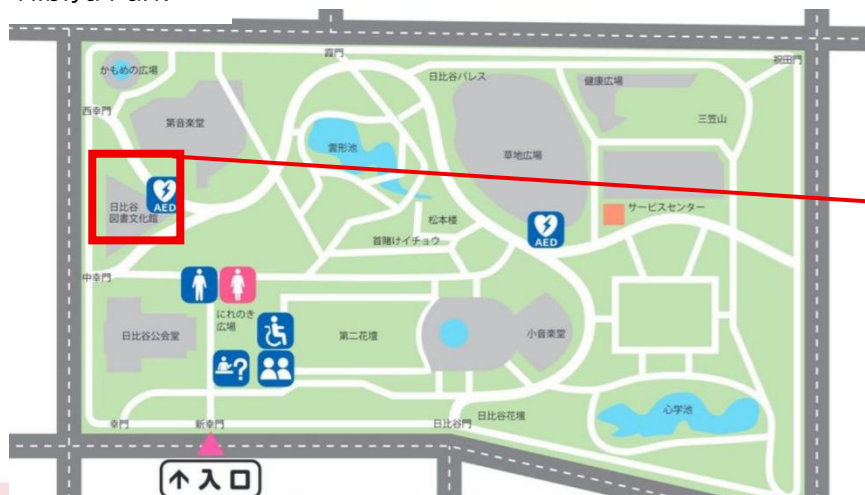 霞門
祝田門
かもめの広場
日比谷パレス
健康広場
西幸門
第音楽堂
三笠山
雲形池
草地広場
AED
日比谷
図書文化館
サービスセンター
松本楼
首賭けイチョウ
AED
中幸門
にれのき
広場
日比谷公会堂
第二花壇
小音楽堂
?
心字池
日比谷花壇
幸門
新幸門
日比谷門
入口